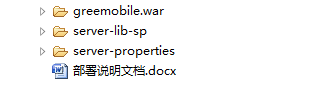 greemobile.war
server-lib-sp
server-properties
部署说明文档.docx